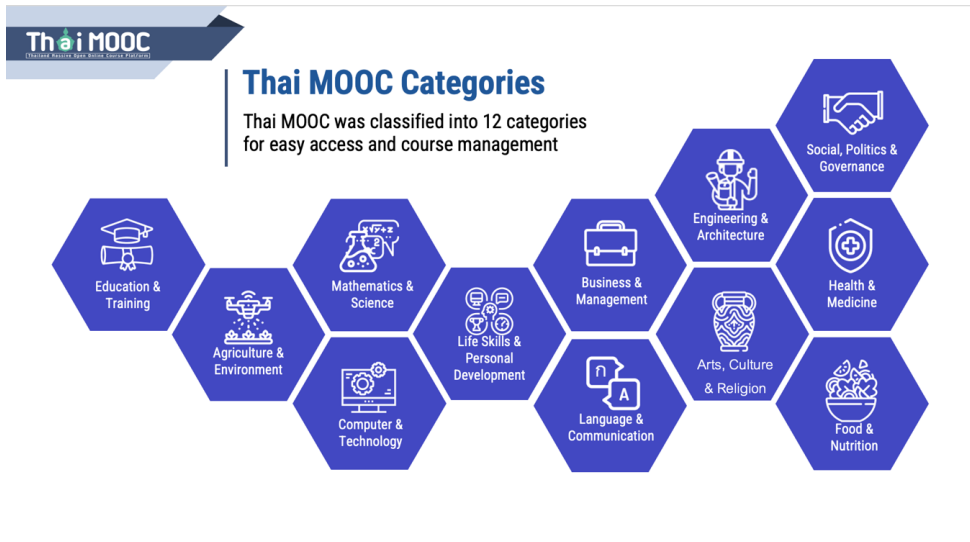 Thai MOOC
(Thailand Massive Open Online Course Platform)
Thai MOOC Categories
Thai MOOC was classified into 12 categories
for easy access and course management
Social, Politics &
Governance
Engineering &
Architecture
Education &
Training
Mathematics &
Science
√+z
2
Business &
Management
Health &
Medicine
Agriculture &
Environment
Life Skills &
Personal
Development
Arts, Culture
& Religion
Computer &
Technology
ก
A
Language &
Communication
Food &
Nutrition